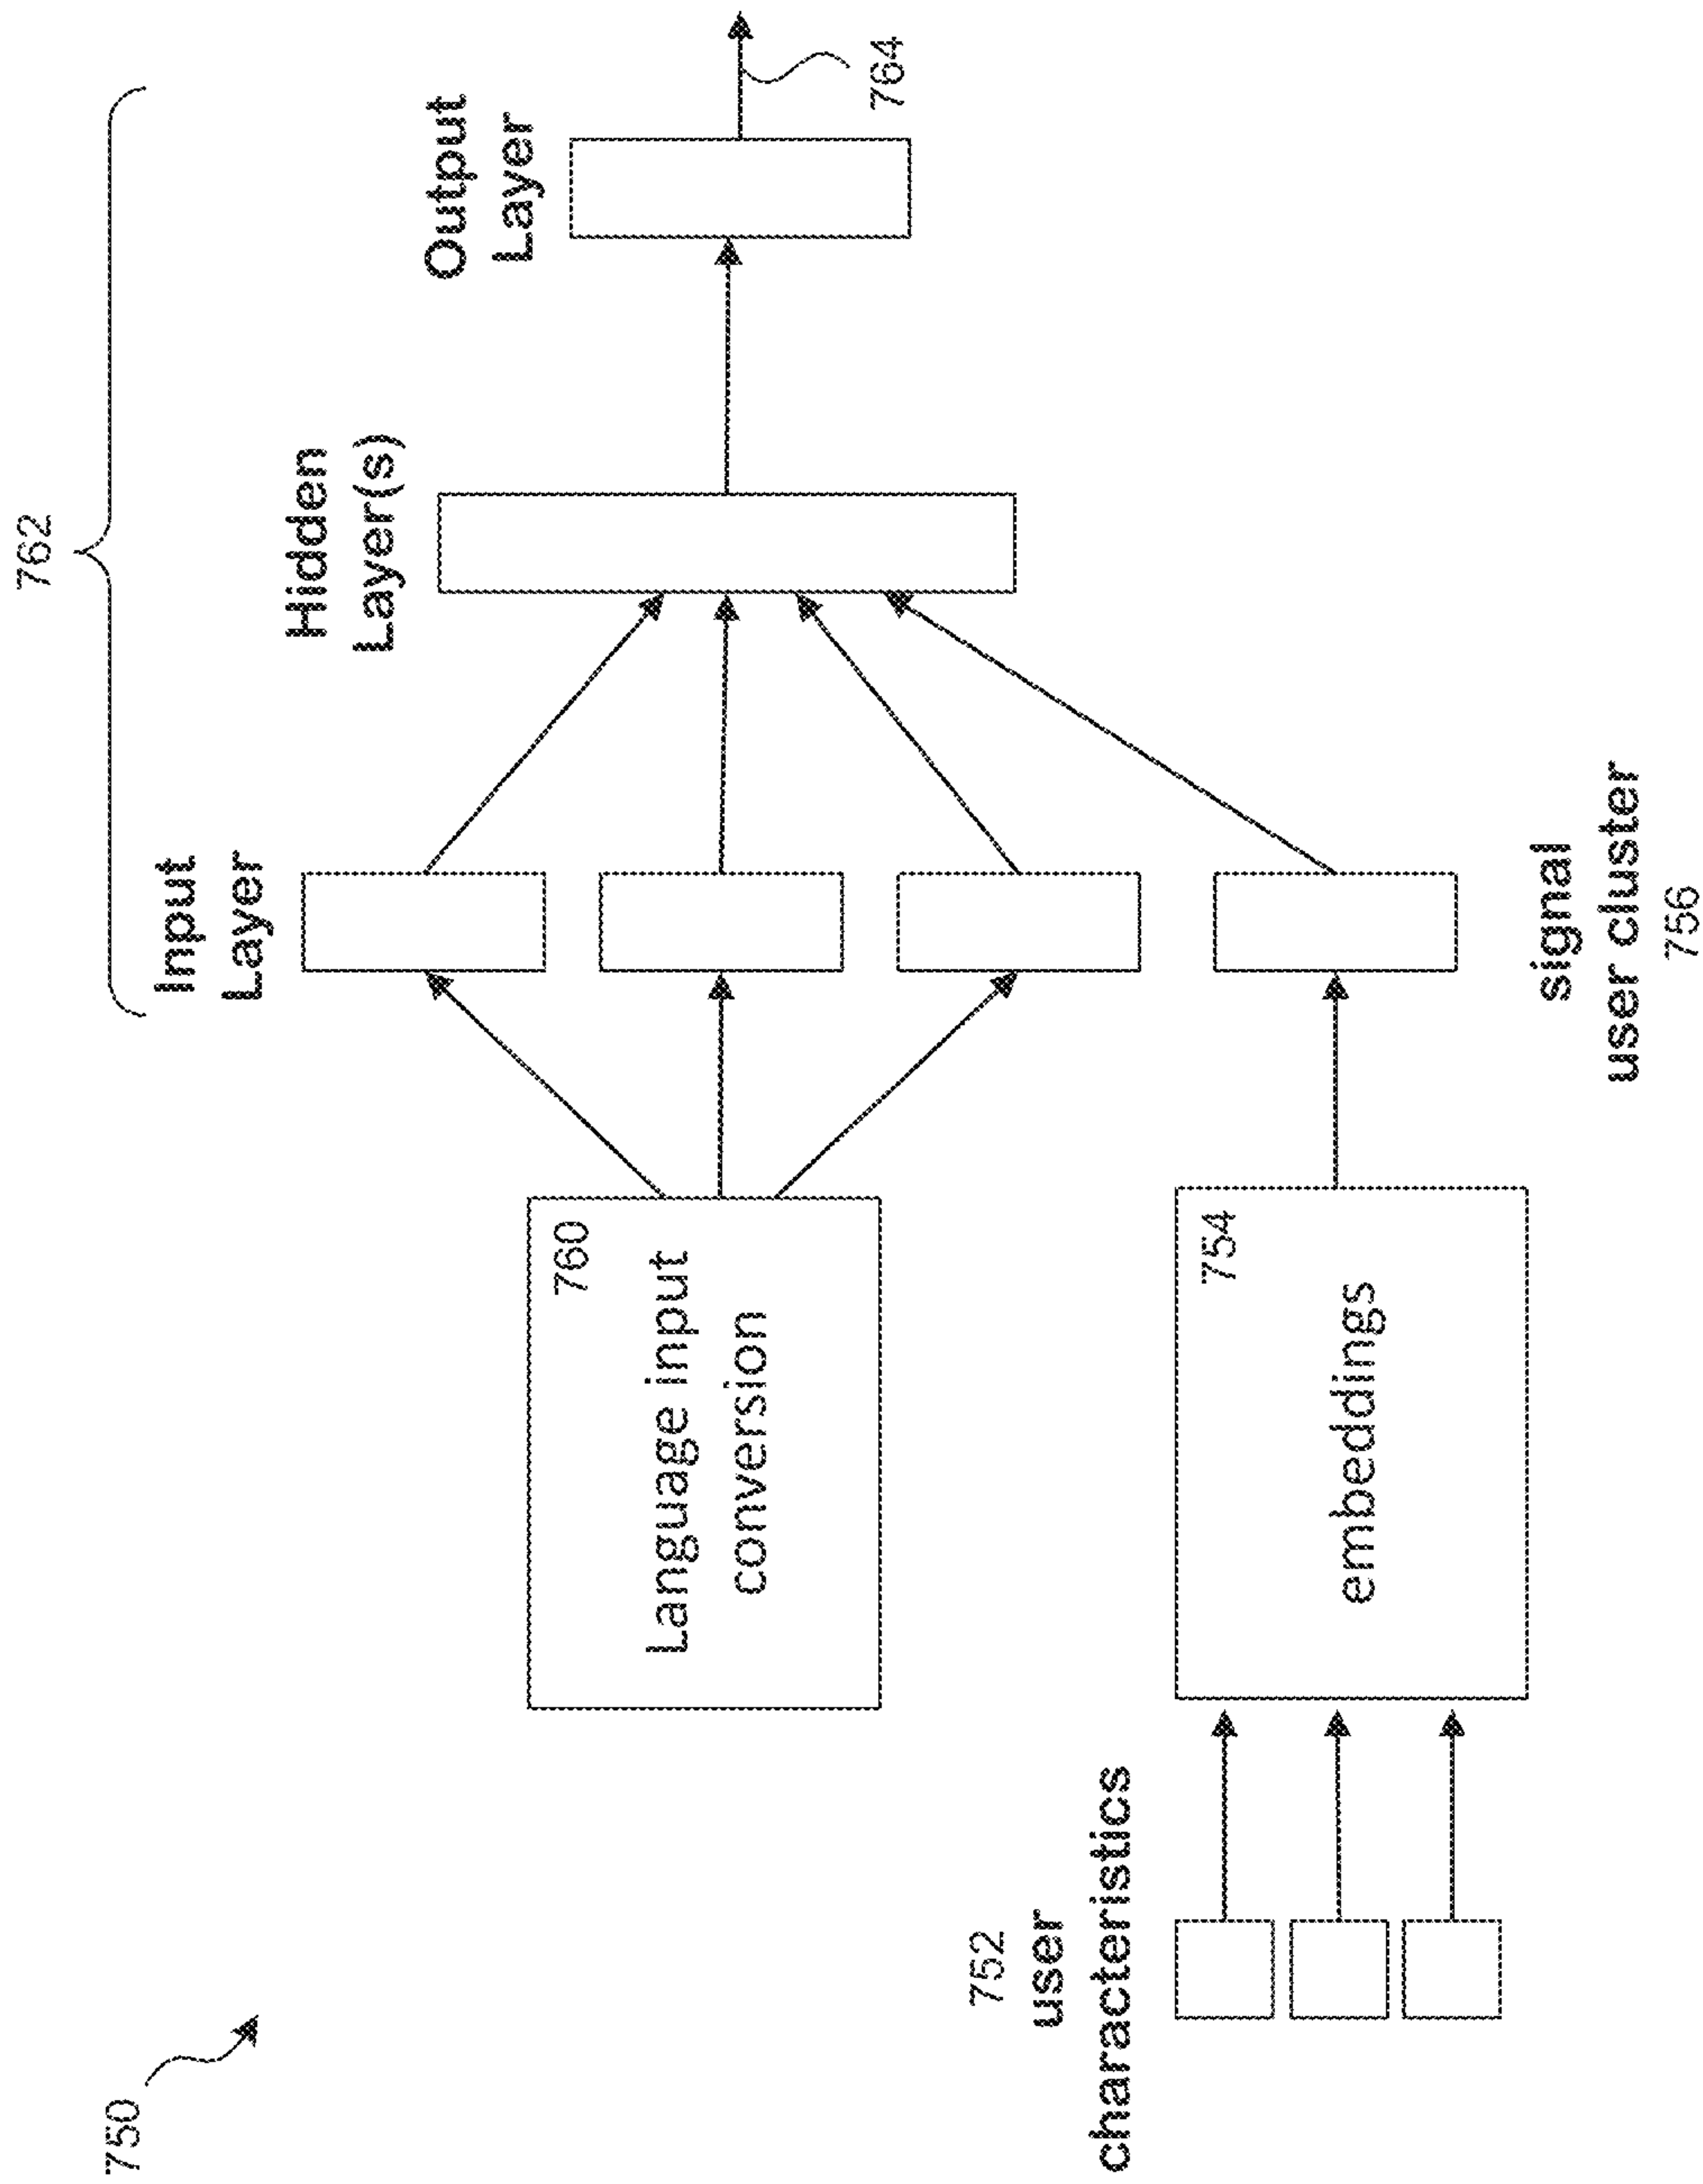 750
762
Input
Layer
Hidden
Layer(s)
Output
Layer
764
760
Language input
conversion
752
user
characteristics
754
embeddings
signal
user cluster
756